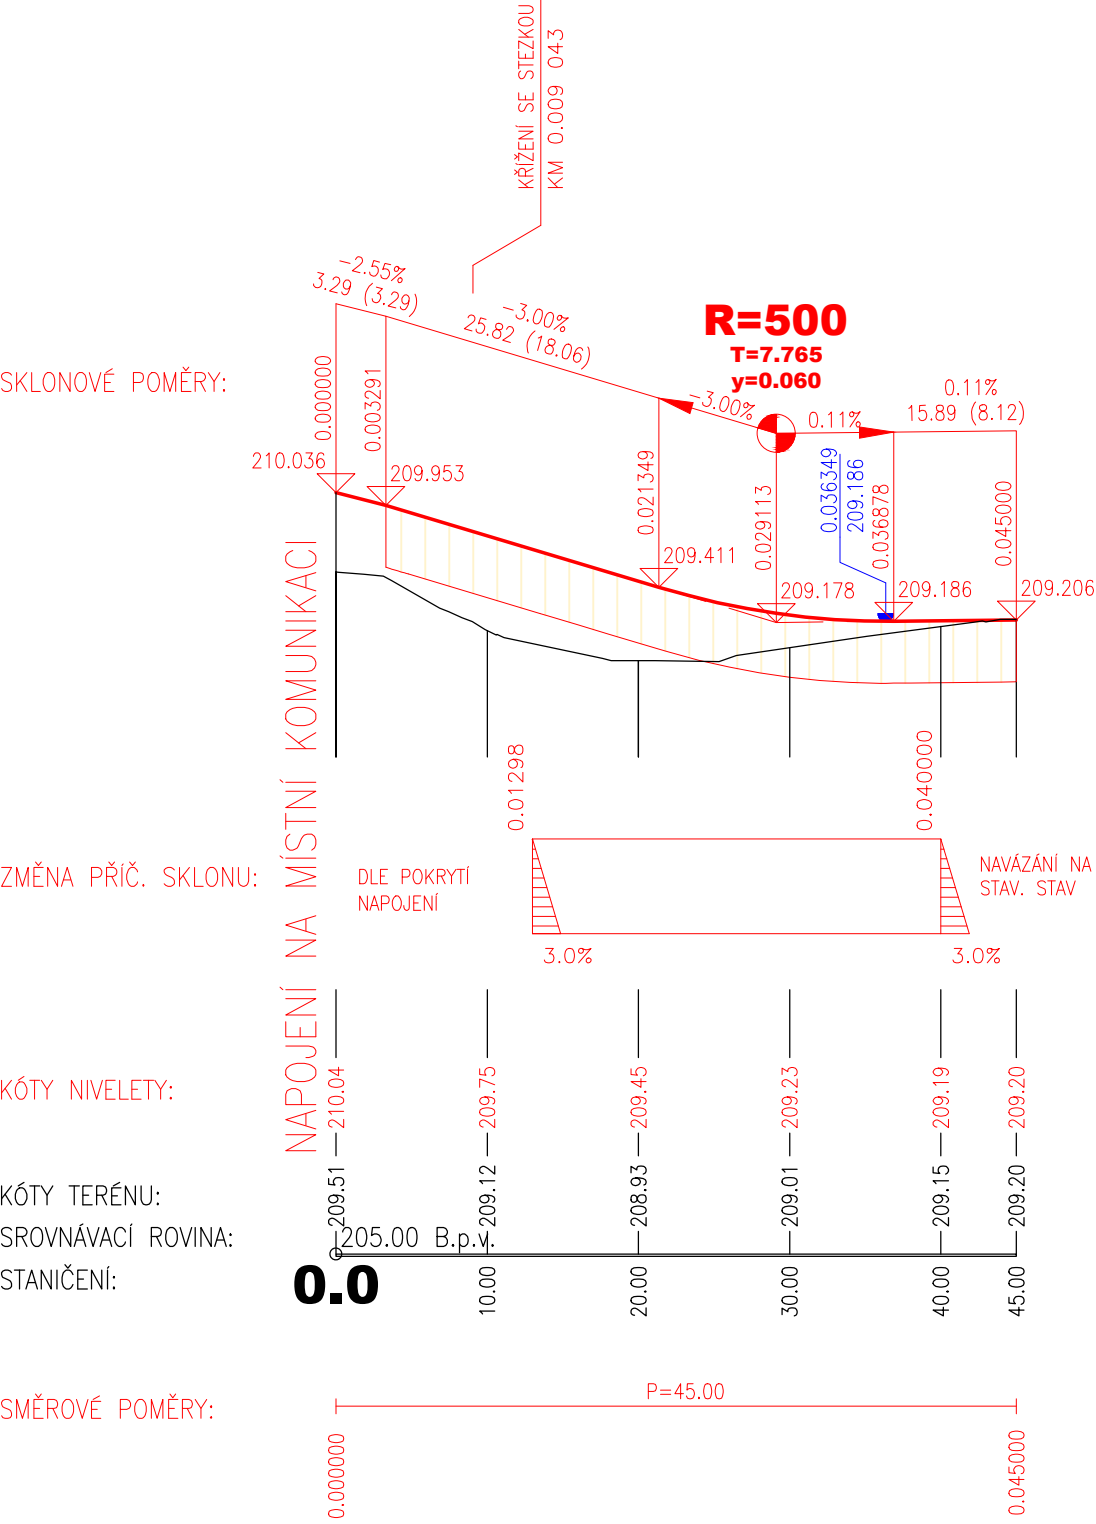 KŘÍŽENÍ SE STEZKOU
KM 0.009 043
-2.55%
3.29 (3.29)
-3.00%
25.82 (18.06)
R=500
T=7.765
y=0.060
-3.00%
0.11%
0.11%
15.89 (8.12)
SKLONOVÉ POMĚRY:
0.000000
0.003291
0.021349
0.029113
0.036349
209.186
0.036878
0.045000
210.036
209.953
209.411
209.178
209.186
209.206
NAPOJENÍ NA MÍSTNÍ KOMUNIKACI
0.01298
0.040000
ZMĚNA PŘÍČ. SKLONU:
DLE POKRYTÍ
NAPOJENÍ
NAVÁZÁNÍ NA
STAV. STAV
3.0%
3.0%
KÓTY NIVELETY:
210.04
209.75
209.45
209.23
209.19
209.20
KÓTY TERÉNU:
209.51
209.12
208.93
209.01
209.15
209.20
SROVNÁVACÍ ROVINA:
205.00 B.p.v.
STANIČENÍ:
0.0
10.00
20.00
30.00
40.00
45.00
SMĚROVÉ POMĚRY:
P=45.00
0.000000
0.045000